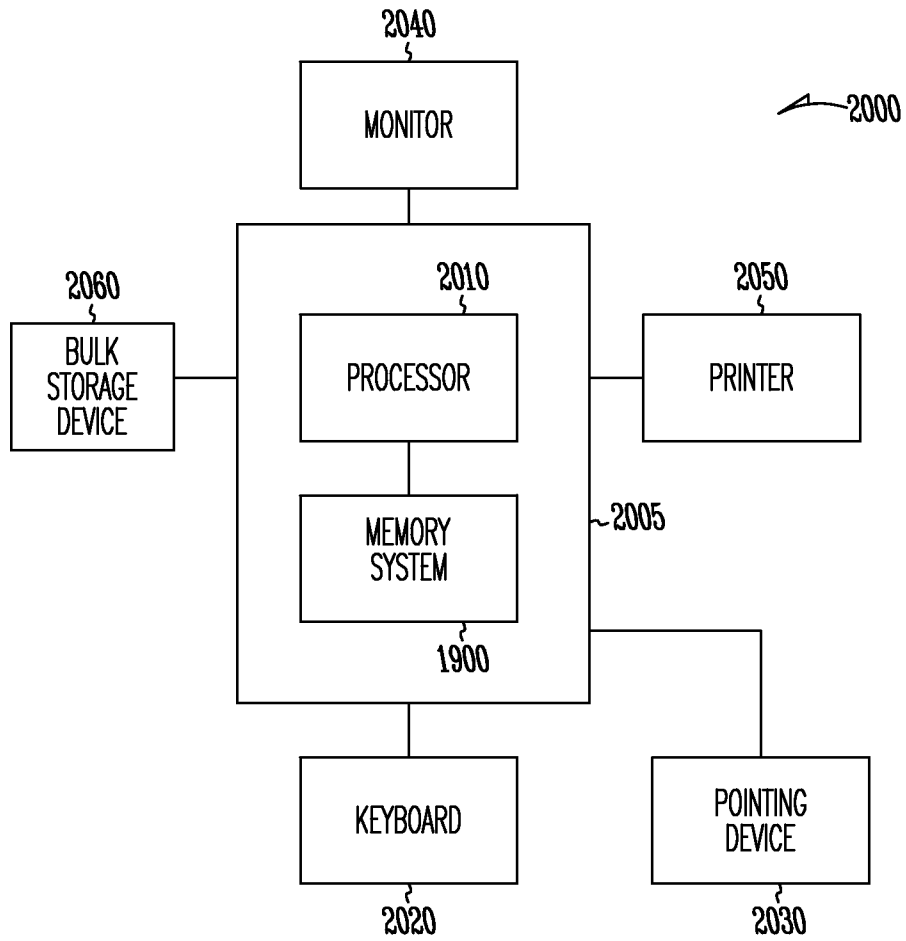 2040
MONITOR
2000
2060
BULK
STORAGE
DEVICE
2010
PROCESSOR
2050
PRINTER
2005
MEMORY
SYSTEM
1900
KEYBOARD
2020
POINTING
DEVICE
2030